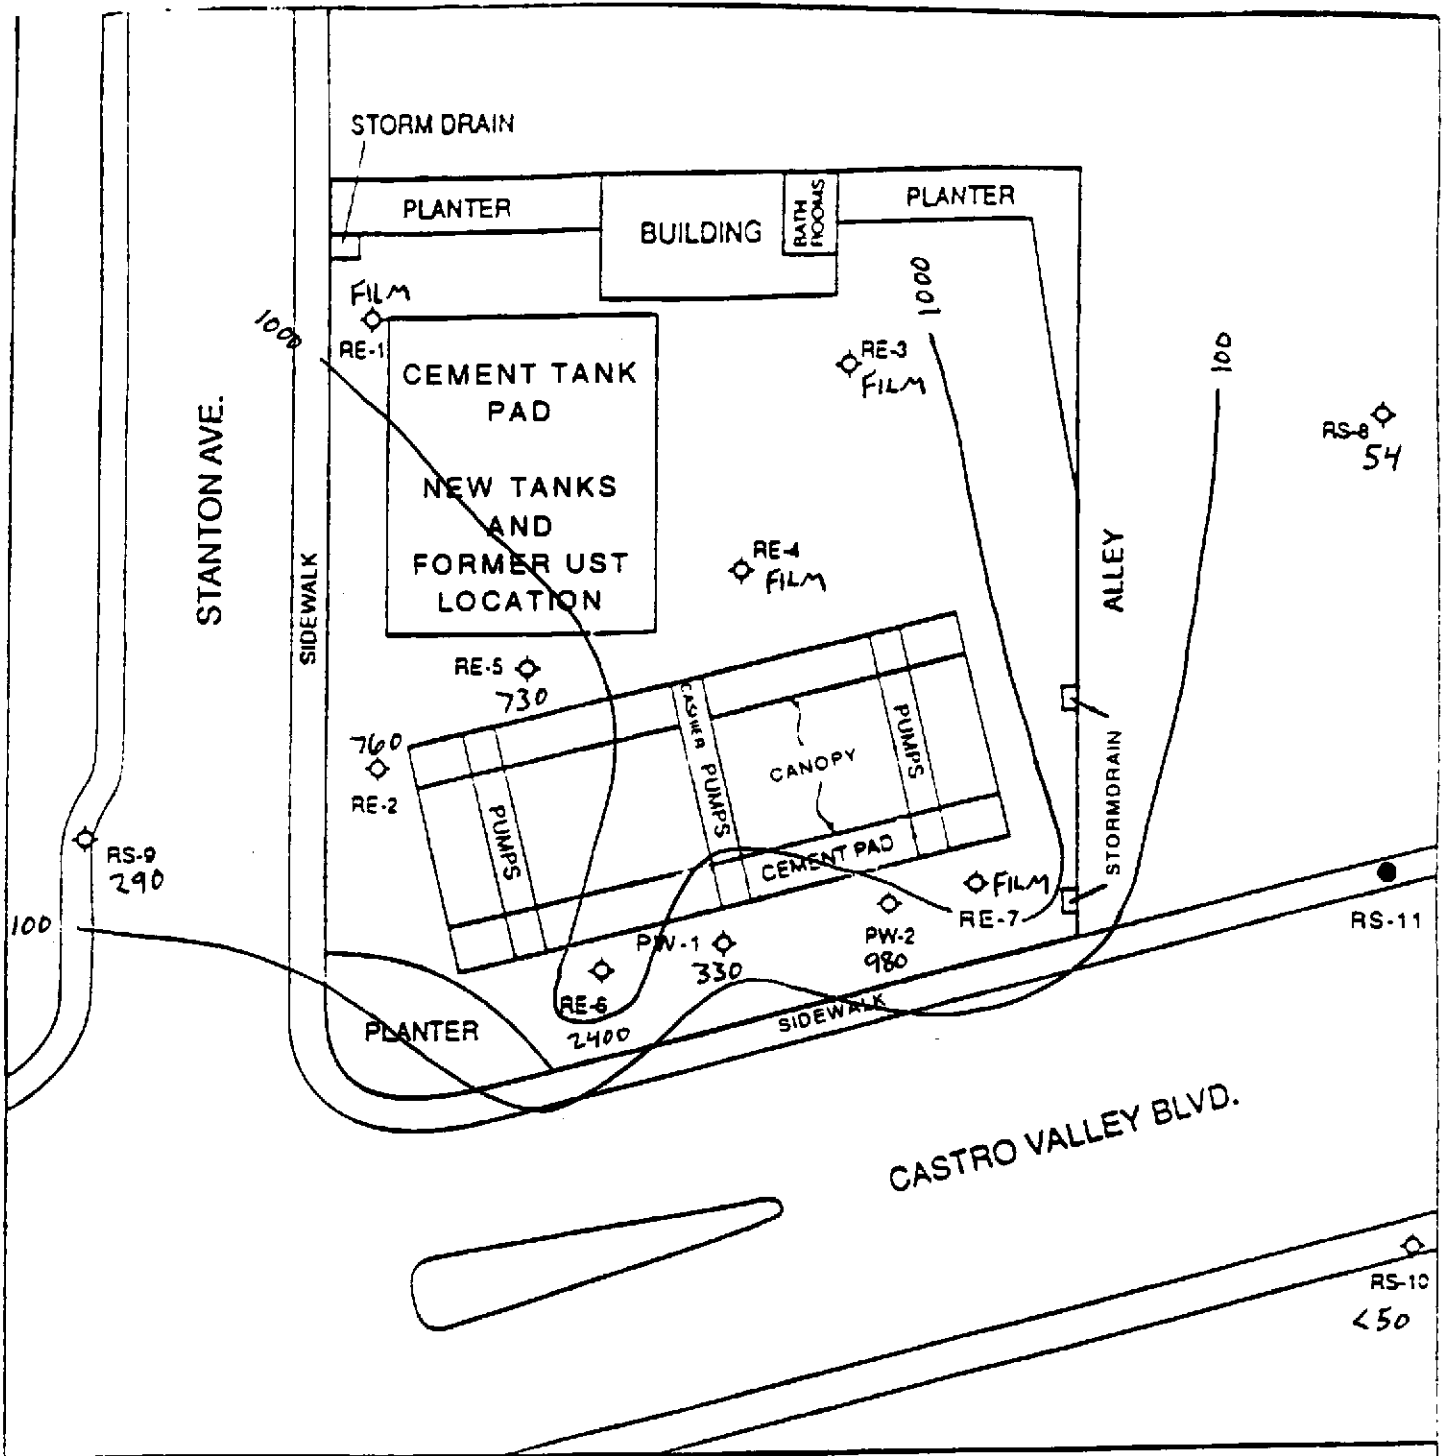 STORM DRAIN
PLANTER
BUILDING
BATH
ROOMS
PLANTER
FILM
1000
RE-1
CEMENT TANK
PAD
NEW TANKS
AND
FORMER UST
LOCATION
1000
RE-3
FILM
100
RS-8
54
STANTON AVE.
SIDEWALK
RE-4
FILM
ALLEY
RE-5
730
760
RE-2
CASHIER PUMPS
PUMPS
PUMPS
CANOPY
CEMENT PAD
STORMDRAIN
RS-9
290
100
FILM
RE-7
PW-1
330
PW-2
980
RS-11
RE-6
2400
PLANTER
SIDEWALK
CASTRO VALLEY BLVD.
RS-10
<50